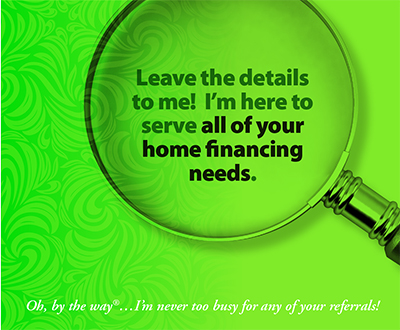 Leave the details
to me!  I'm here to
serve all of your
home financing
needs.
Oh, by the way®…I'm never too busy for any of your referrals!